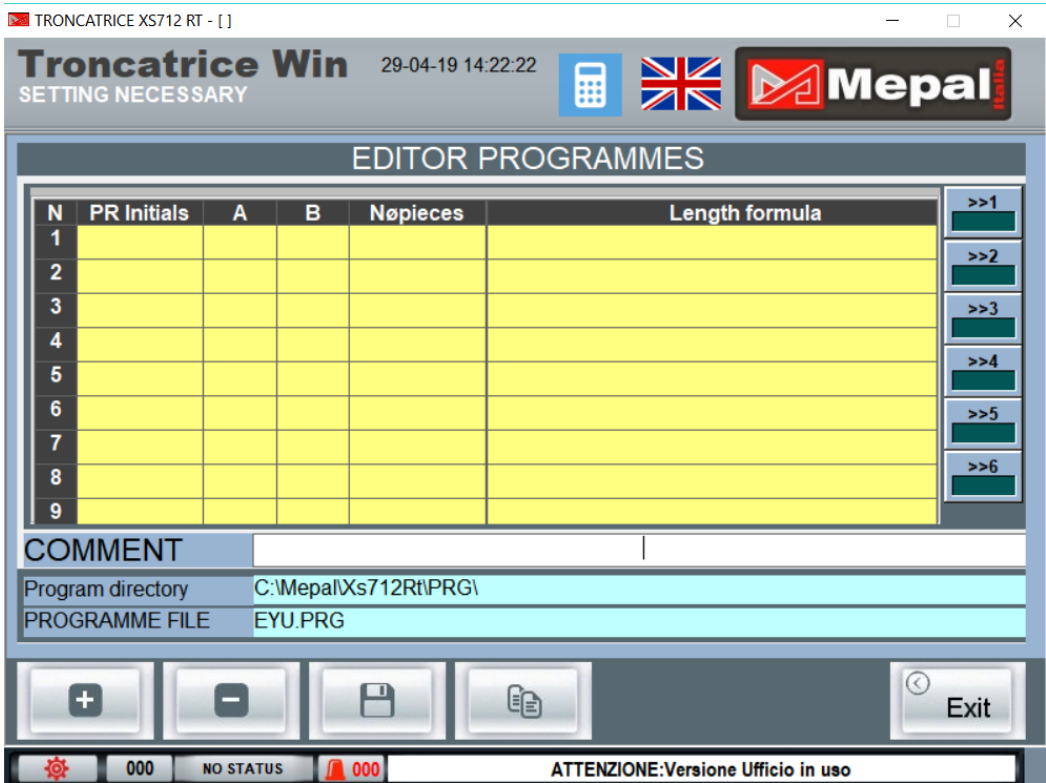 TRONCATRICE XS712 RT - [ ]
Troncatrice Win
29-04-19 14:22:22
Mepal
Italia
SETTING NECESSARY
EDITOR PROGRAMMES
N PR Initials A B Nøpieces Length formula
1
2
3
4
5
6
7
8
9
>>1
>>2
>>3
>>4
>>5
>>6
COMMENT
Program directory C:\Mepal\Xs712Rt\PRG\
PROGRAMME FILE EYU.PRG
Exit
000 NO STATUS 000 ATTENZIONE:Versione Ufficio in uso